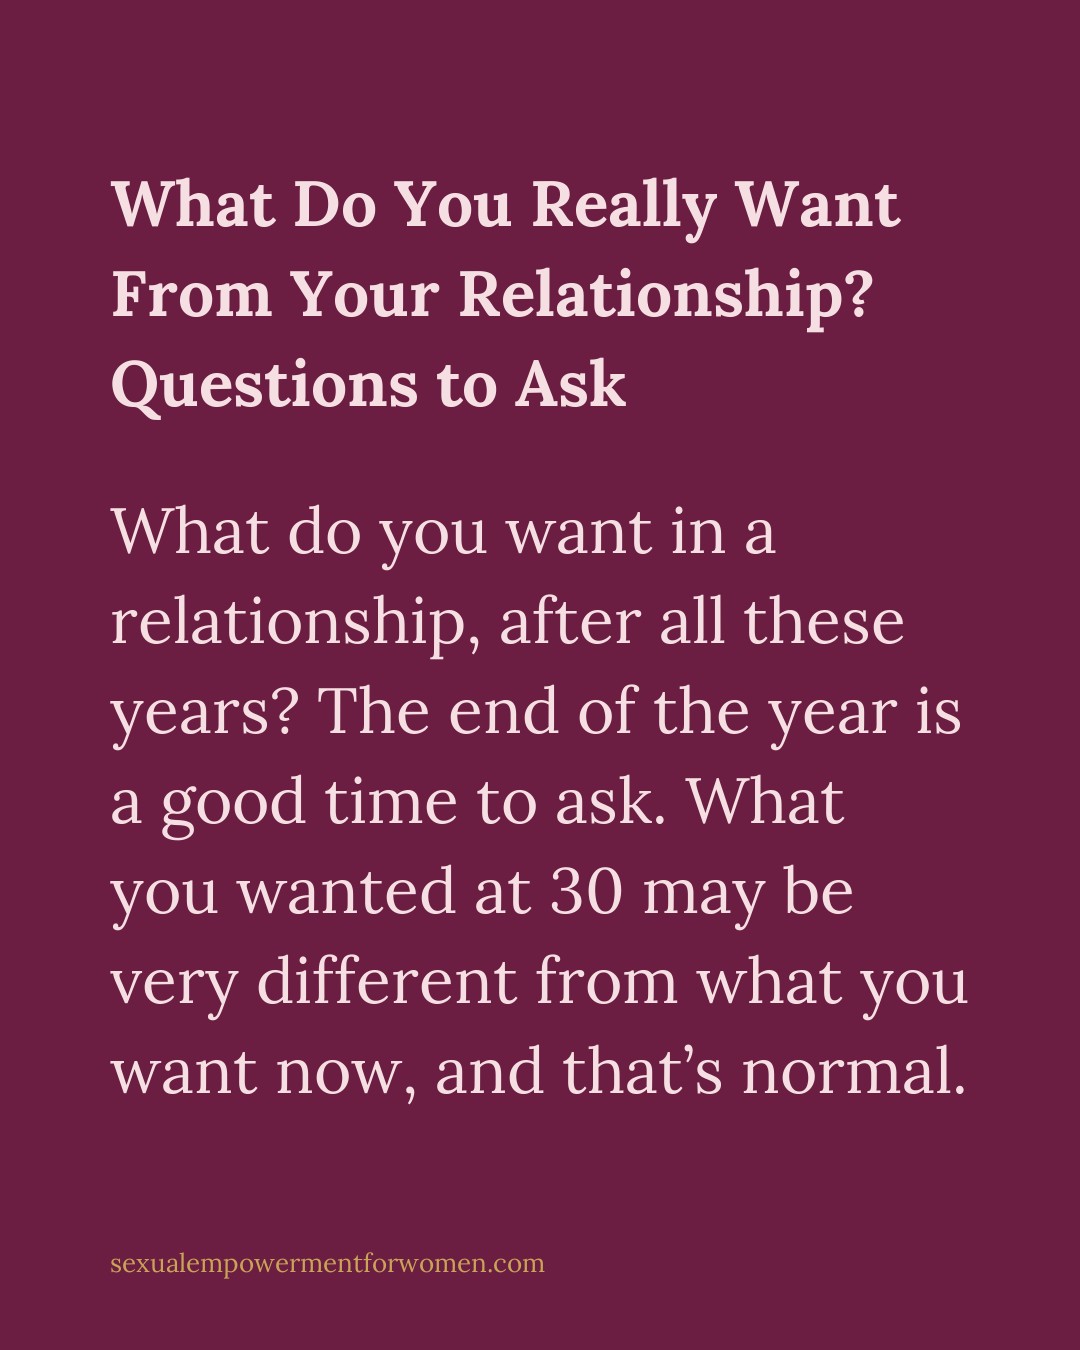 What Do You Really Want
From Your Relationship?
Questions to Ask
What do you want in a
relationship, after all these
years? The end of the year is
a good time to ask. What
you wanted at 30 may be
very different from what you
want now, and that’s normal.
sexualempowermentforwomen.com